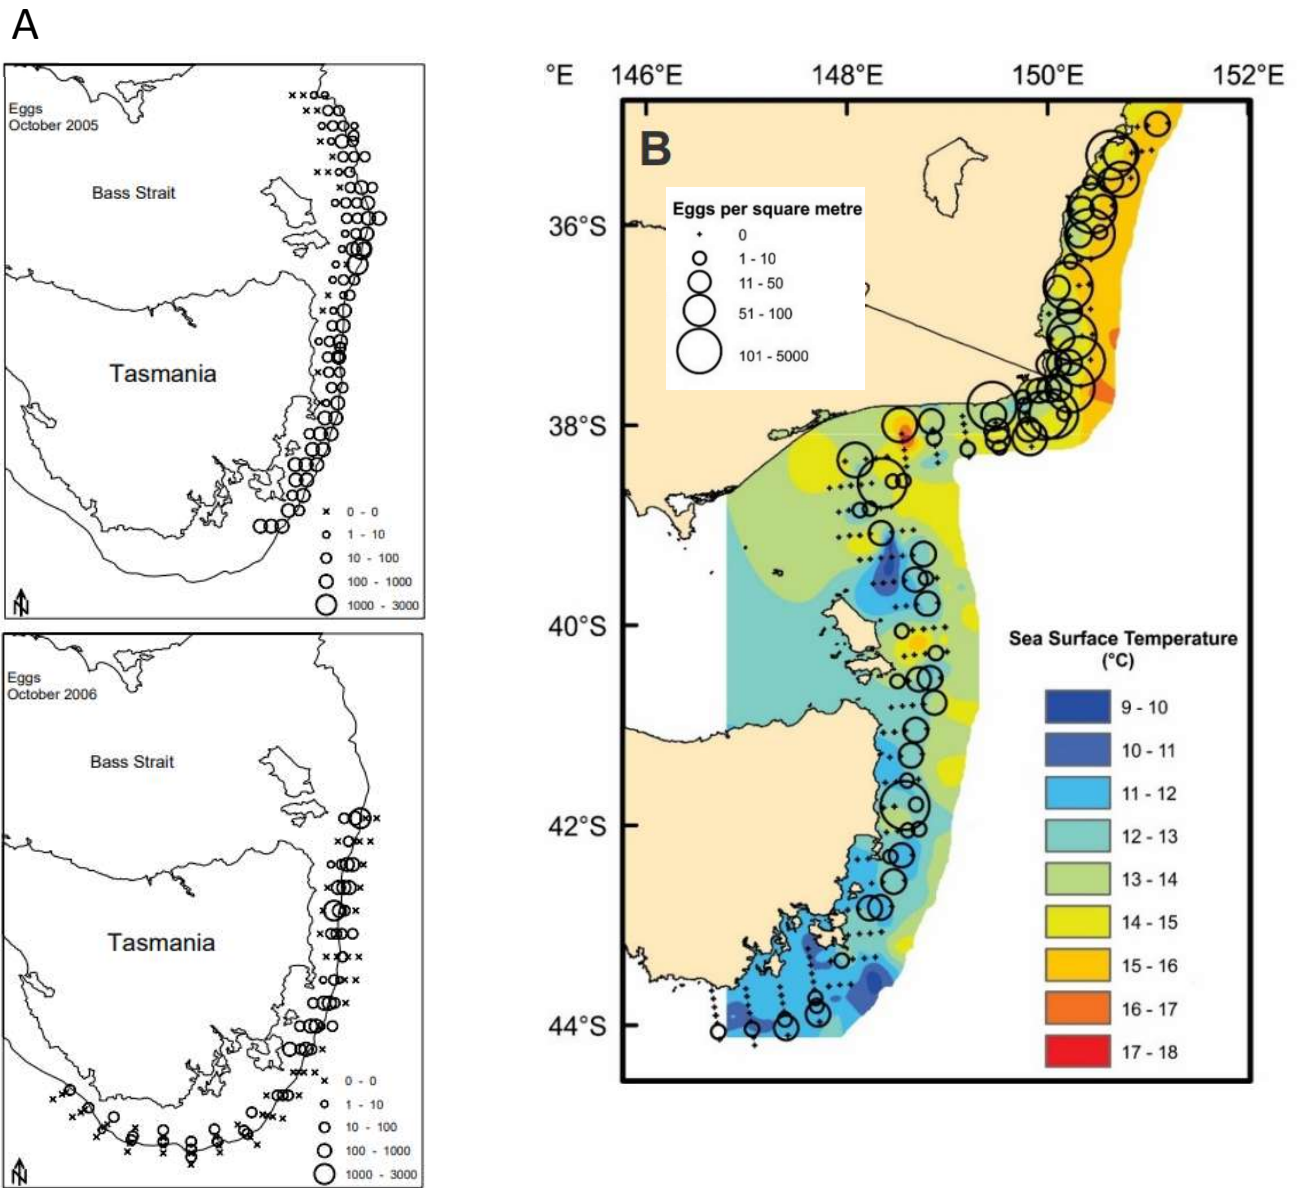 A
Eggs
October 2005
Bass Strait
Tasmania
0 - 0
1 - 10
10 - 100
100 - 1000
1000 - 3000
N
Eggs
October 2006
Bass Strait
Tasmania
0 - 0
1 - 10
10 - 100
100 - 1000
1000 - 3000
N
°E 146°E 148°E 150°E 152°E
B
Eggs per square metre
0
1 - 10
11 - 50
51 - 100
101 - 5000
36°S
38°S
40°S
42°S
44°S
Sea Surface Temperature
(°C)
9 - 10
10 - 11
11 - 12
12 - 13
13 - 14
14 - 15
15 - 16
16 - 17
17 - 18